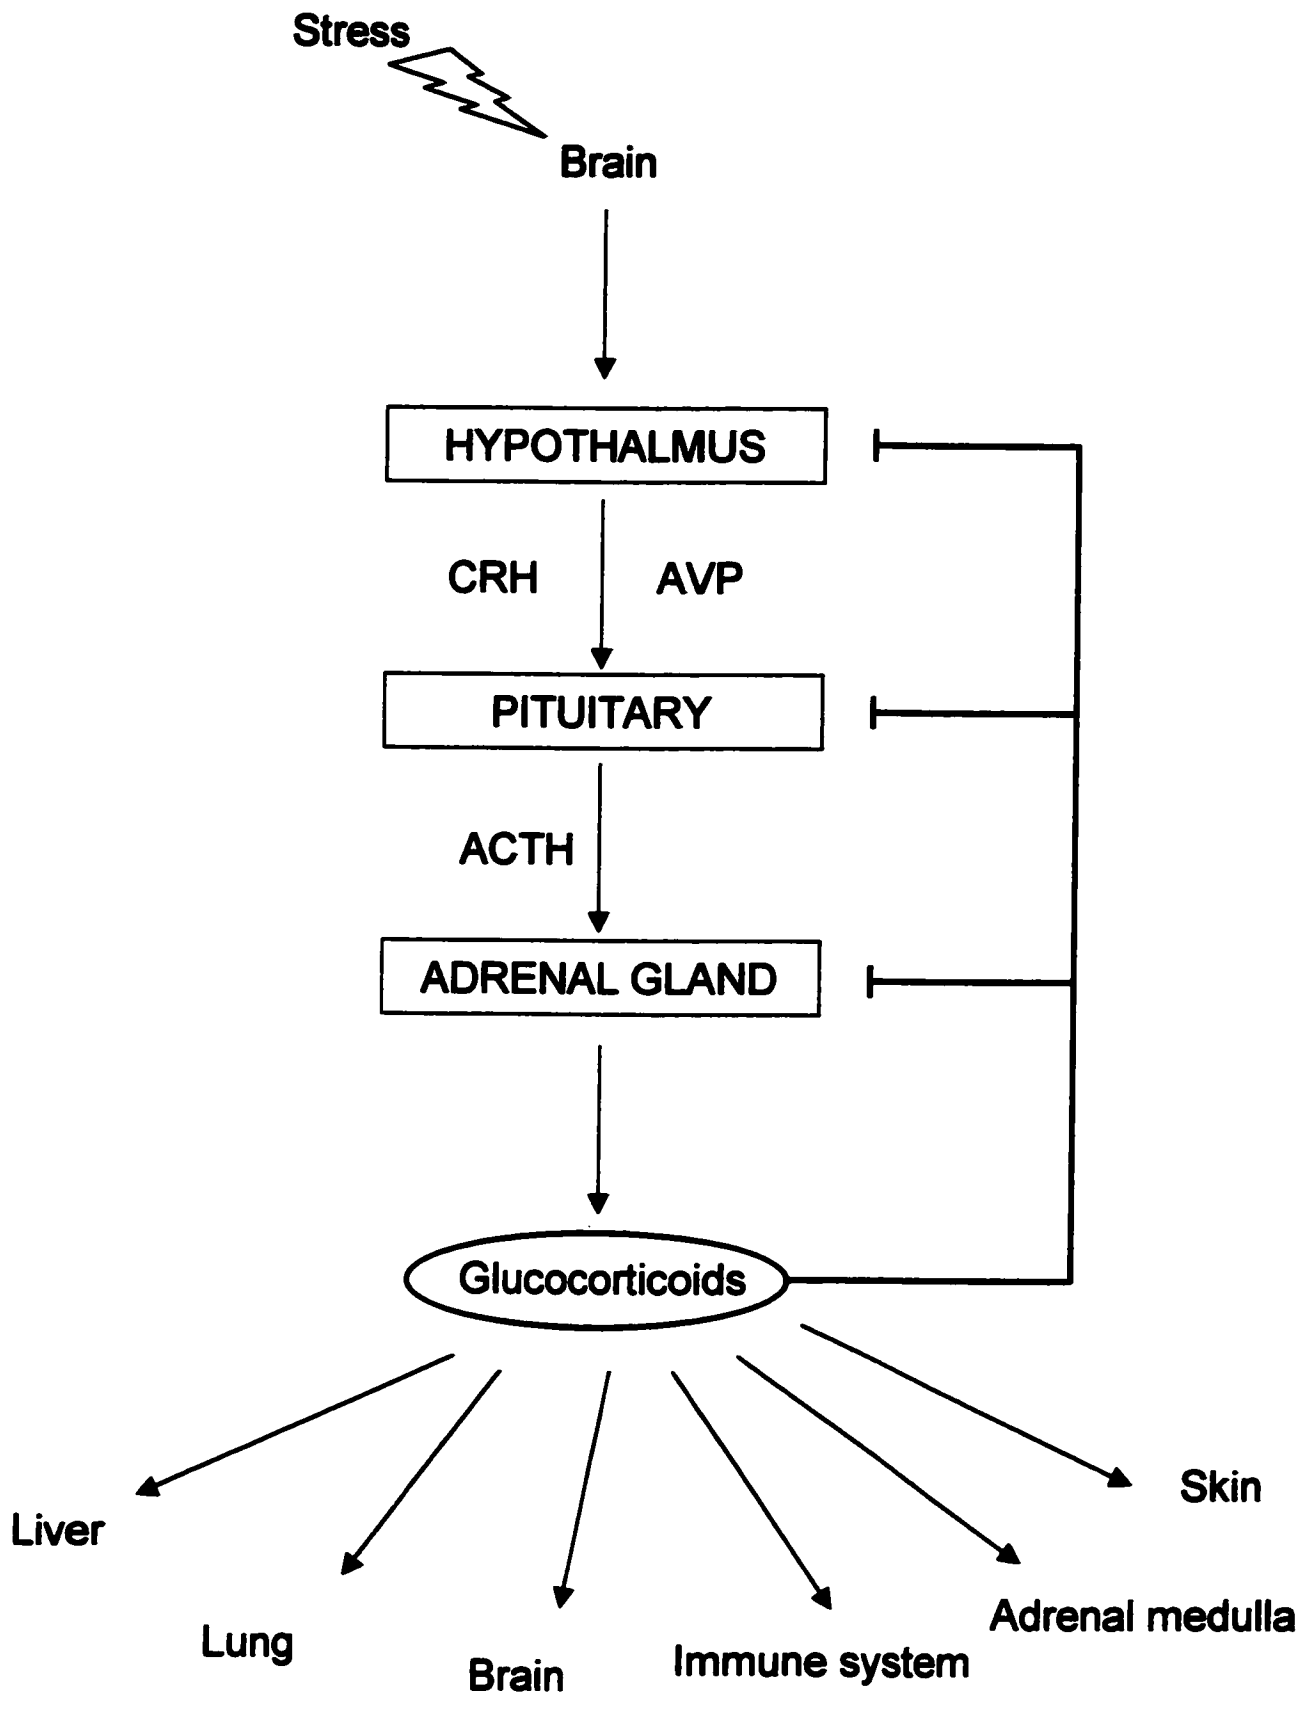 Stress
Brain
HYPOTHALMUS
CRH
AVP
PITUITARY
ACTH
ADRENAL GLAND
Glucocorticoids
Skin
Liver
Adrenal medulla
Lung
Immune system
Brain